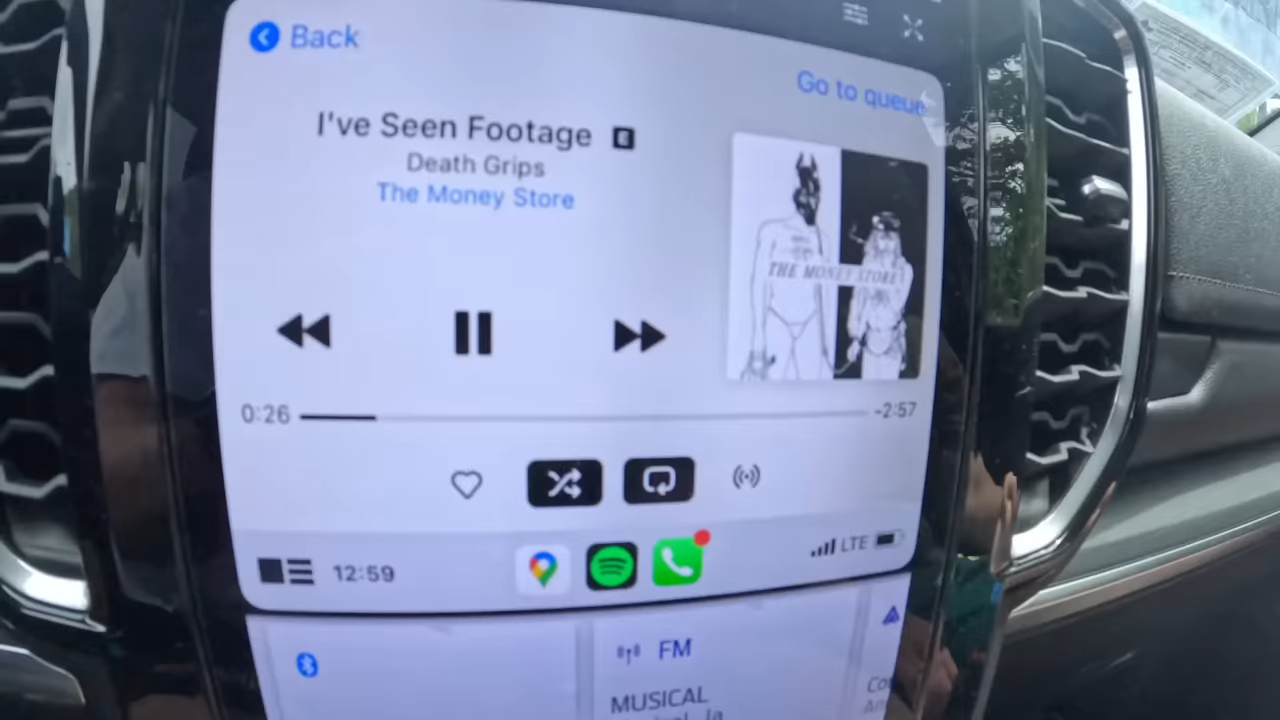 Back
Go to queue
I've Seen Footage E
Death Grips
The Money Store
THE MONEY STORE
0:26
-2:57
12:59
LTE
FM
MUSICAL